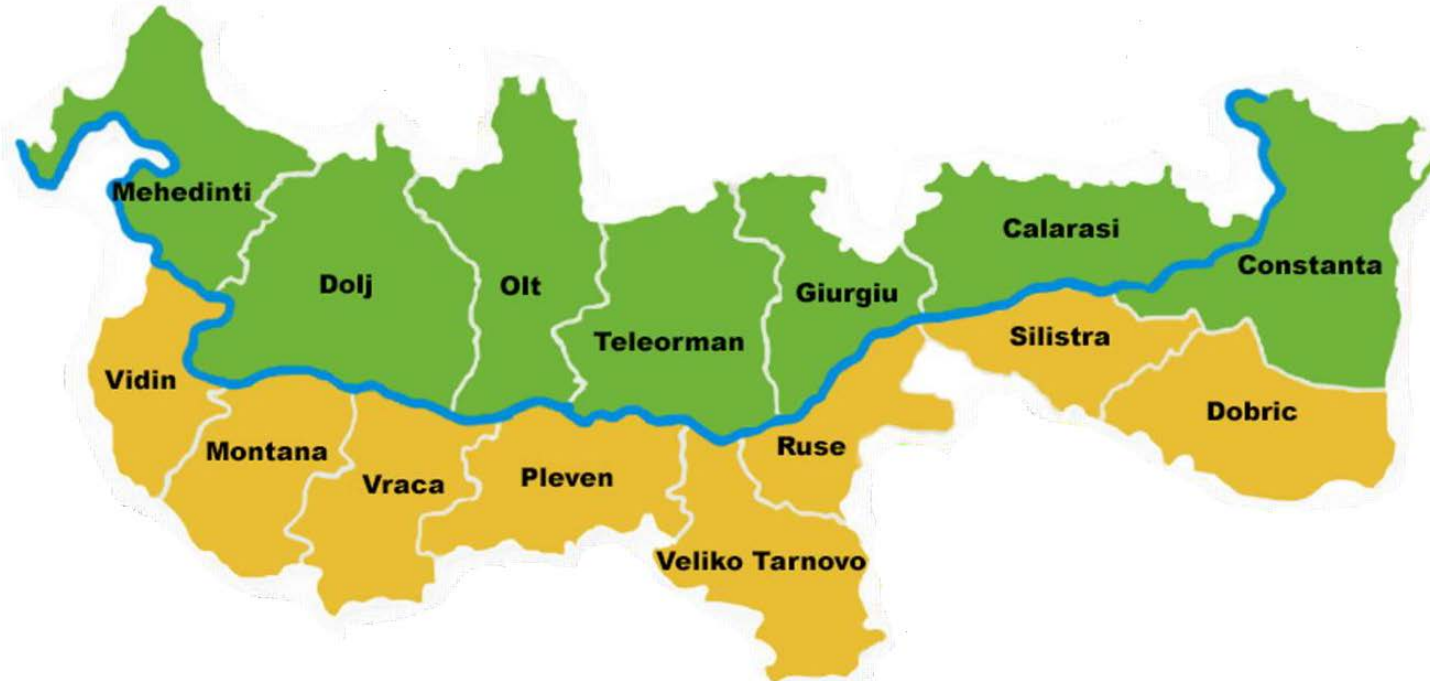 Mehedinti
Dolj
Olt
Teleorman
Giurgiu
Calarasi
Constanta
Vidin
Montana
Vraca
Pleven
Veliko Tarnovo
Ruse
Silistra
Dobric